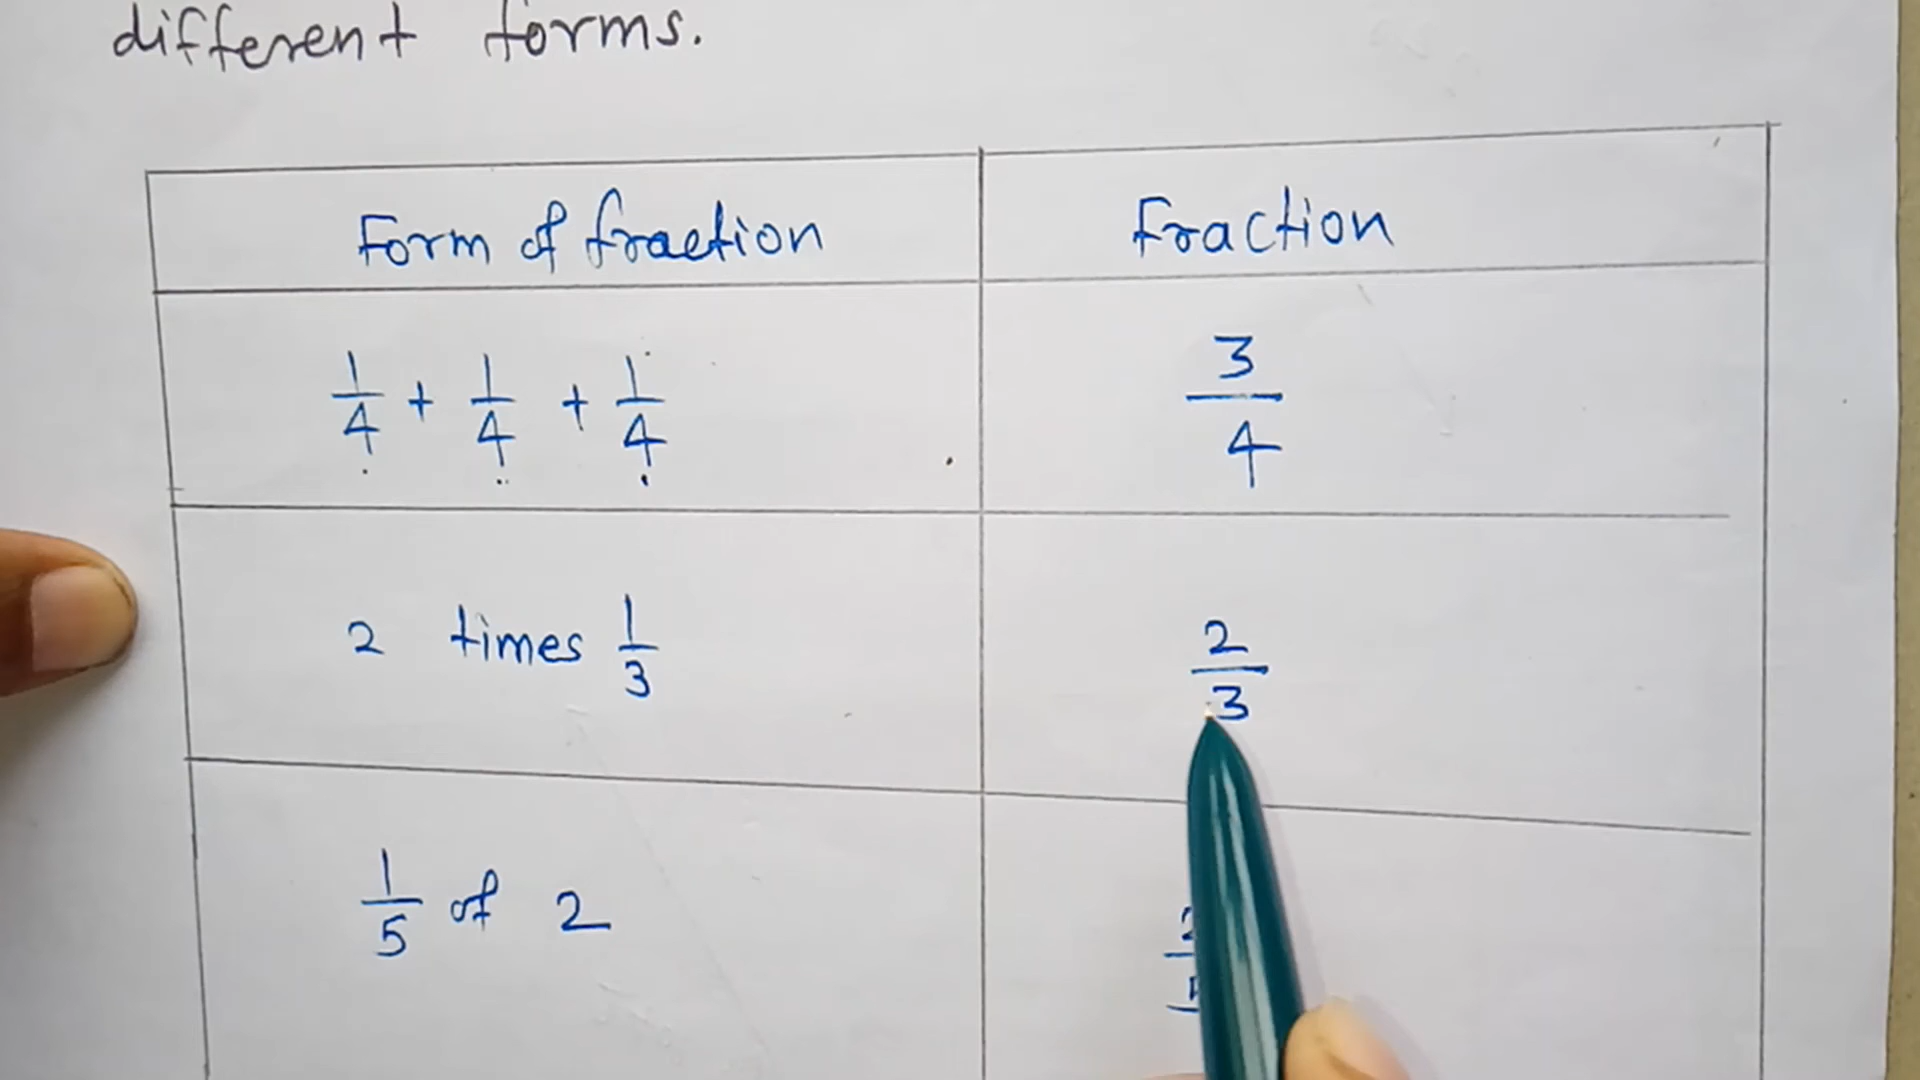 different forms.
Form of fraction Fraction
1/4 + 1/4 + 1/4 3/4
2 times 1/3 2/3
1/5 of 2